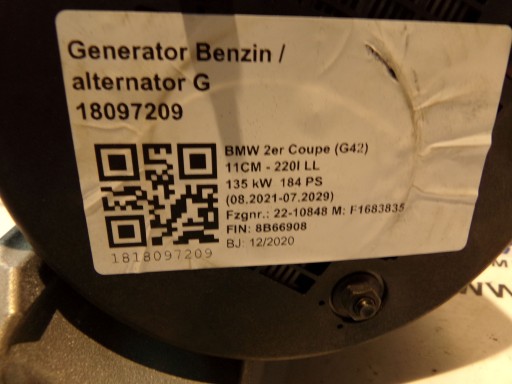 Generator Benzin /
alternator G
18097209
BMW 2er Coupe (G42)
11CM - 220I LL
135 kW 184 PS
(08.2021-07.2029)
Fzgnr.: 22-10848 M: F1683835
FIN: 8B66908
BJ: 12/2020
1818097209